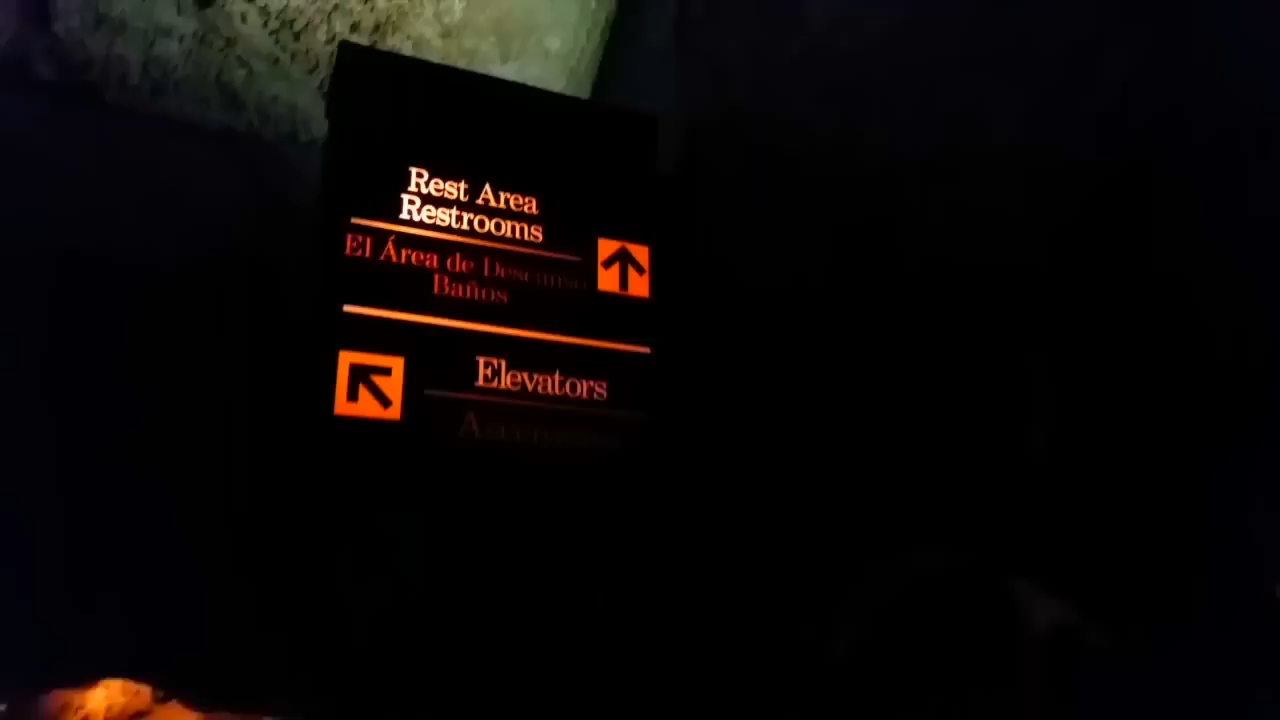 Rest Area
Restrooms
El Área de Descanso
Baños
Elevators